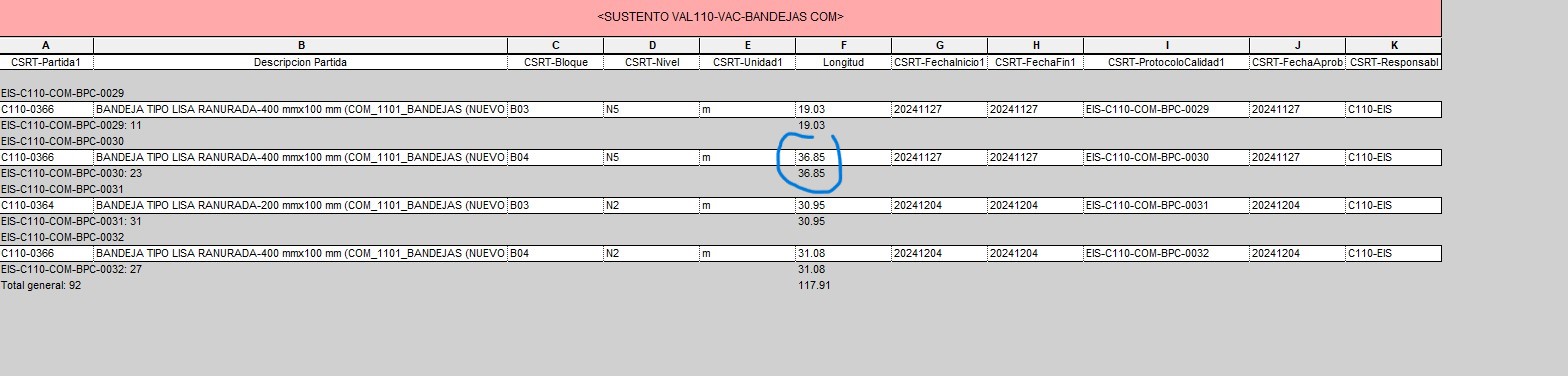 <SUSTENTO VAL110-VAC-BANDEJAS COM>
A B C D E F G H I J K
CSRT-Partida1 Descripcion Partida CSRT-Bloque CSRT-Nivel CSRT-Unidad1 Longitud CSRT-FechaInicio1 CSRT-FechaFin1 CSRT-ProtocoloCalidad1 CSRT-FechaAprob CSRT-Responsabl
EIS-C110-COM-BPC-0029
C110-0366 BANDEJA TIPO LISA RANURADA-400 mmx100 mm (COM_1101_BANDEJAS (NUEVO B03 N5 m 19.03 20241127 20241127 EIS-C110-COM-BPC-0029 20241127 C110-EIS
EIS-C110-COM-BPC-0029: 11 19.03
EIS-C110-COM-BPC-0030
C110-0366 BANDEJA TIPO LISA RANURADA-400 mmx100 mm (COM_1101_BANDEJAS (NUEVO B04 N5 m 36.85 20241127 20241127 EIS-C110-COM-BPC-0030 20241127 C110-EIS
EIS-C110-COM-BPC-0030: 23 36.85
EIS-C110-COM-BPC-0031
C110-0364 BANDEJA TIPO LISA RANURADA-200 mmx100 mm (COM_1101_BANDEJAS (NUEVO B03 N2 m 30.95 20241204 20241204 EIS-C110-COM-BPC-0031 20241204 C110-EIS
EIS-C110-COM-BPC-0031: 31 30.95
EIS-C110-COM-BPC-0032
C110-0366 BANDEJA TIPO LISA RANURADA-400 mmx100 mm (COM_1101_BANDEJAS (NUEVO B04 N2 m 31.08 20241204 20241204 EIS-C110-COM-BPC-0032 20241204 C110-EIS
EIS-C110-COM-BPC-0032: 27 31.08
Total general: 92 117.91